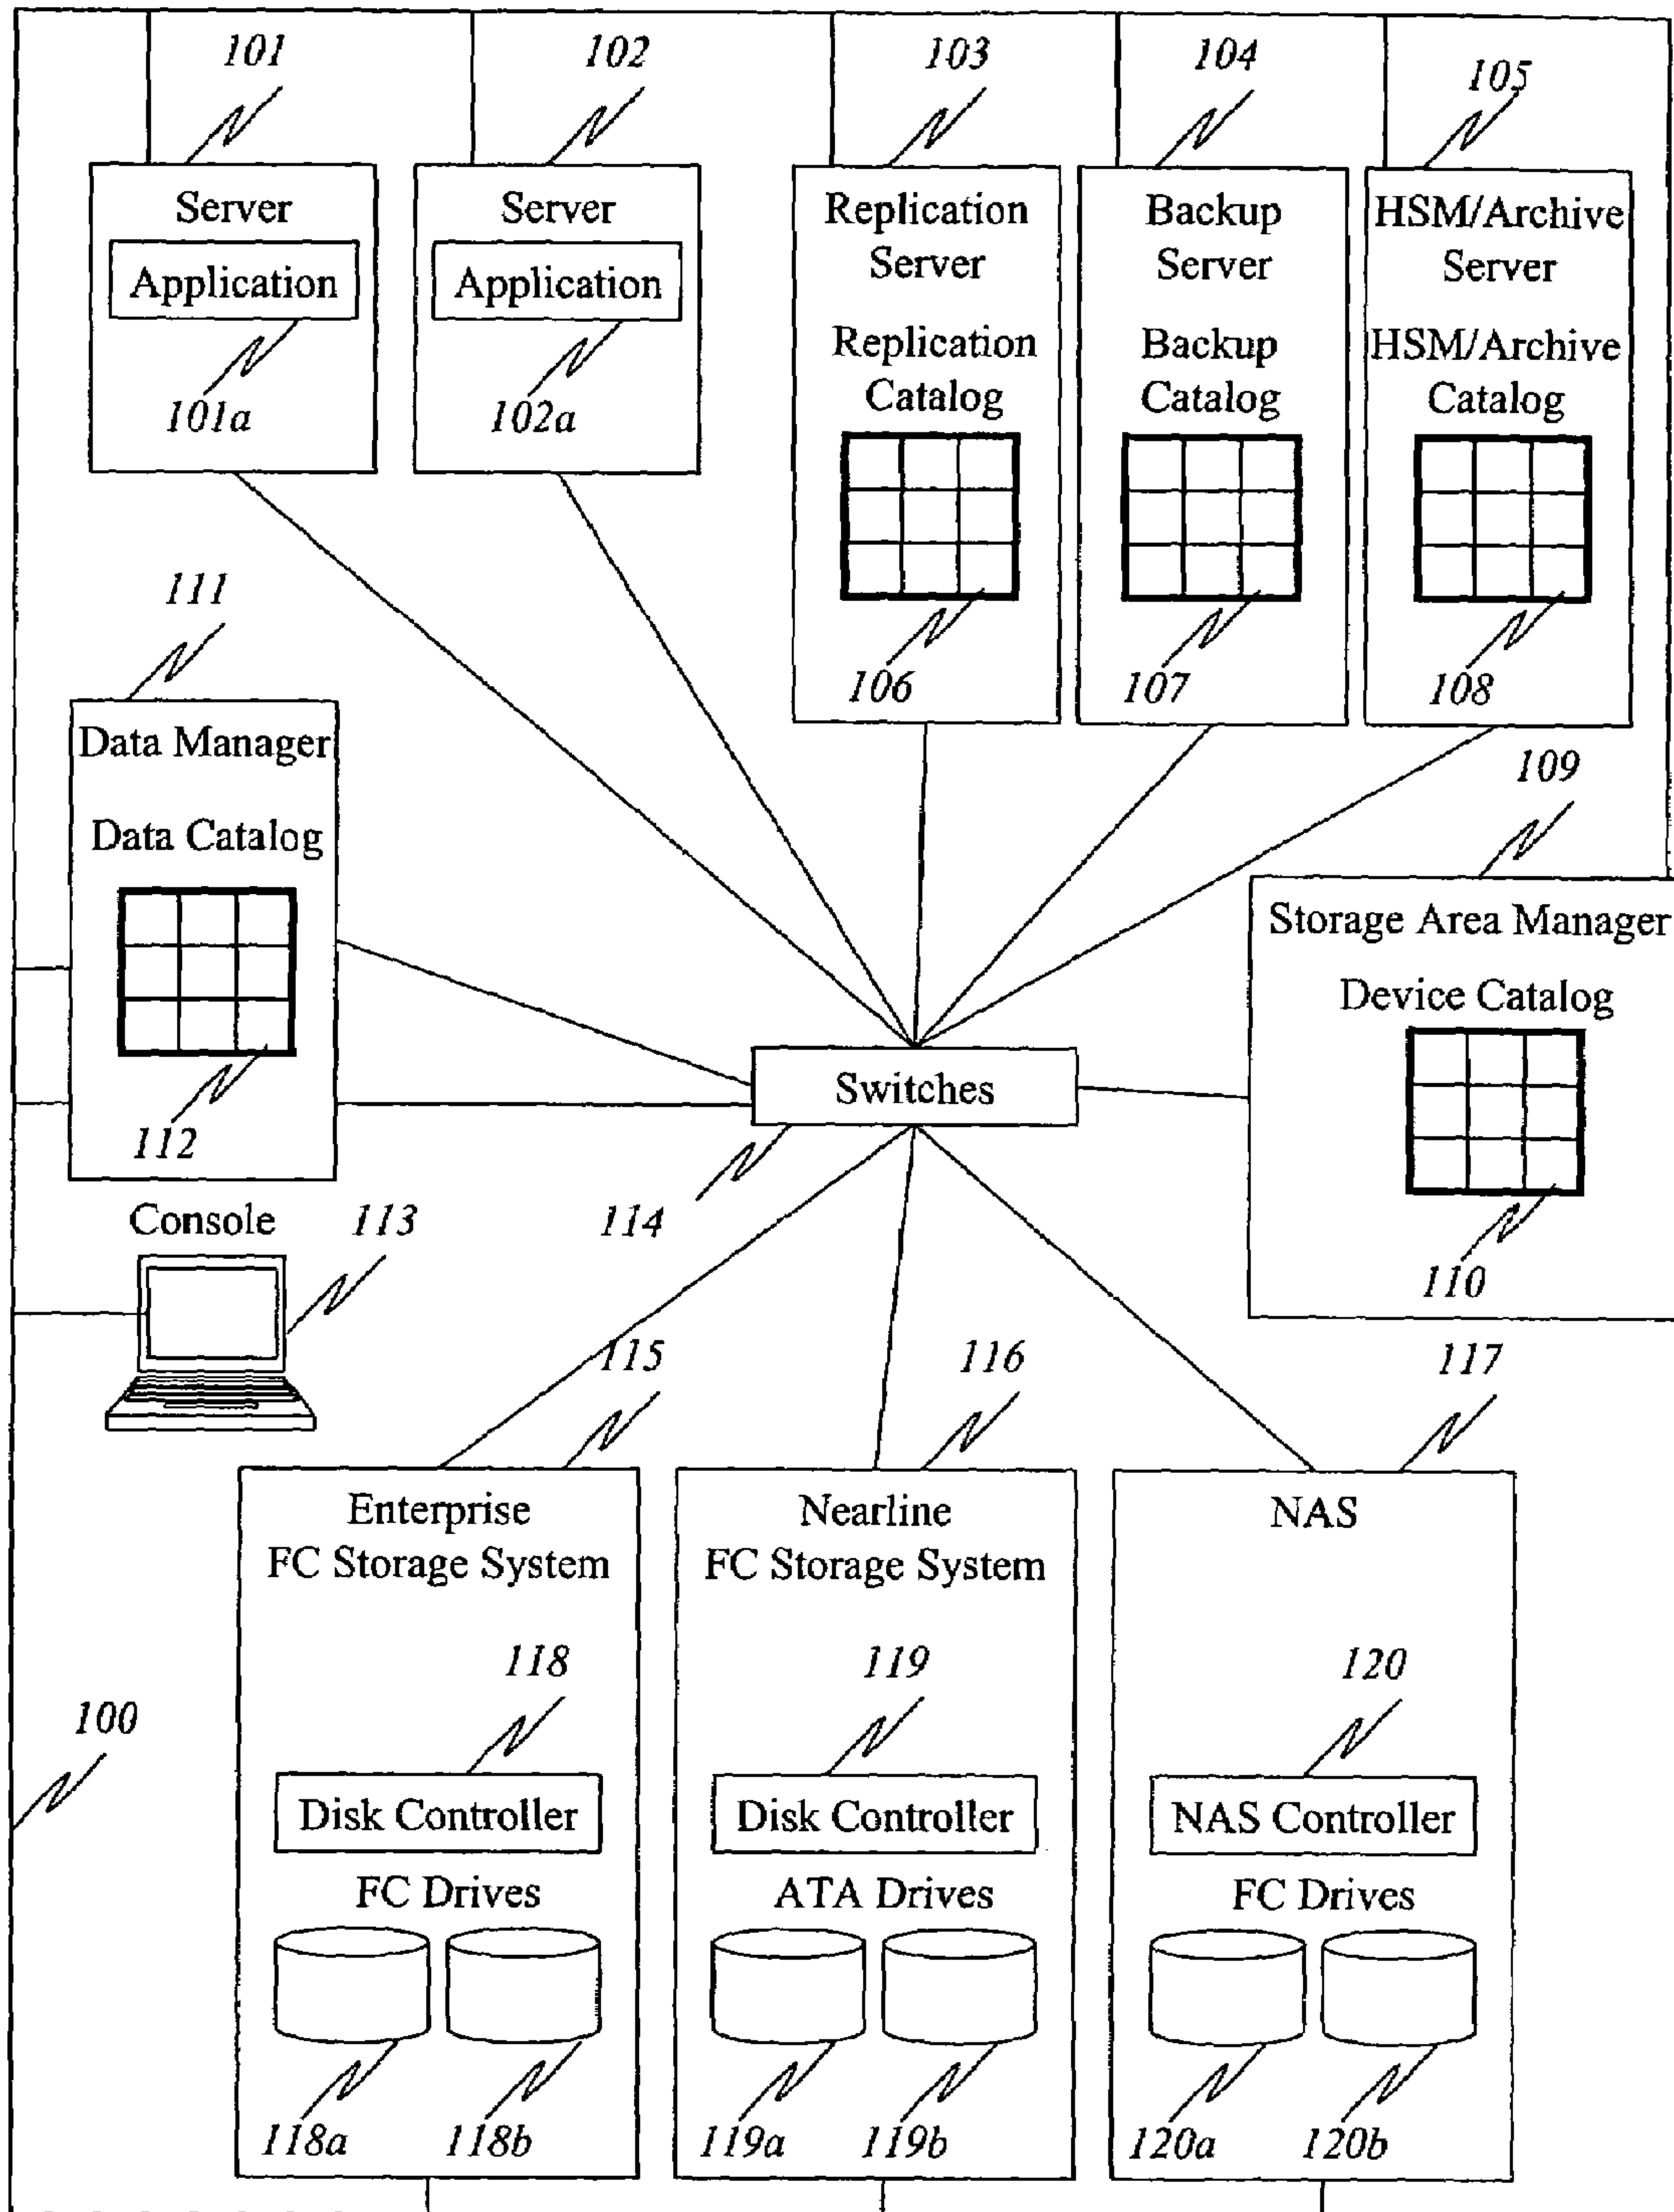 101
102
103
104
105
Server
Application
101a
Server
Application
102a
Replication
Server
Replication
Catalog
106
Backup
Server
Backup
Catalog
107
HSM/Archive
Server
HSM/Archive
Catalog
108
111
Data Manager
Data Catalog
112
109
Storage Area Manager
Device Catalog
110
Switches
114
Console
113
115
116
117
Enterprise
FC Storage System
118
Disk Controller
FC Drives
118a
118b
Nearline
FC Storage System
119
Disk Controller
ATA Drives
119a
119b
NAS
120
NAS Controller
FC Drives
120a
120b
100